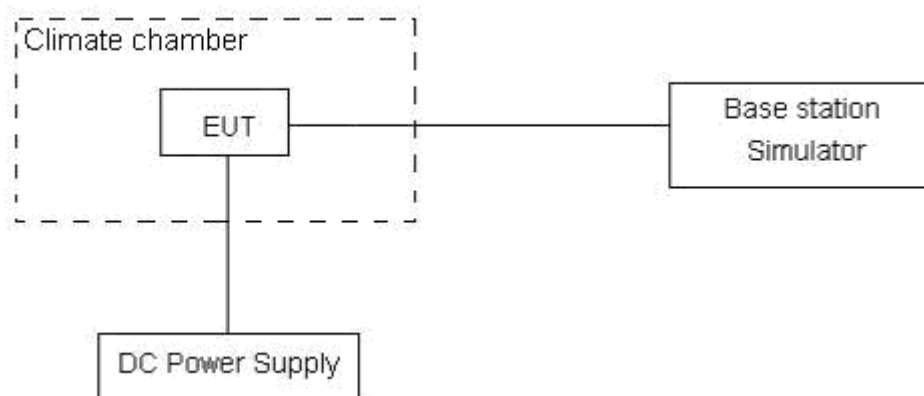 Climate chamber
EUT
Base station
Simulator
DC Power Supply